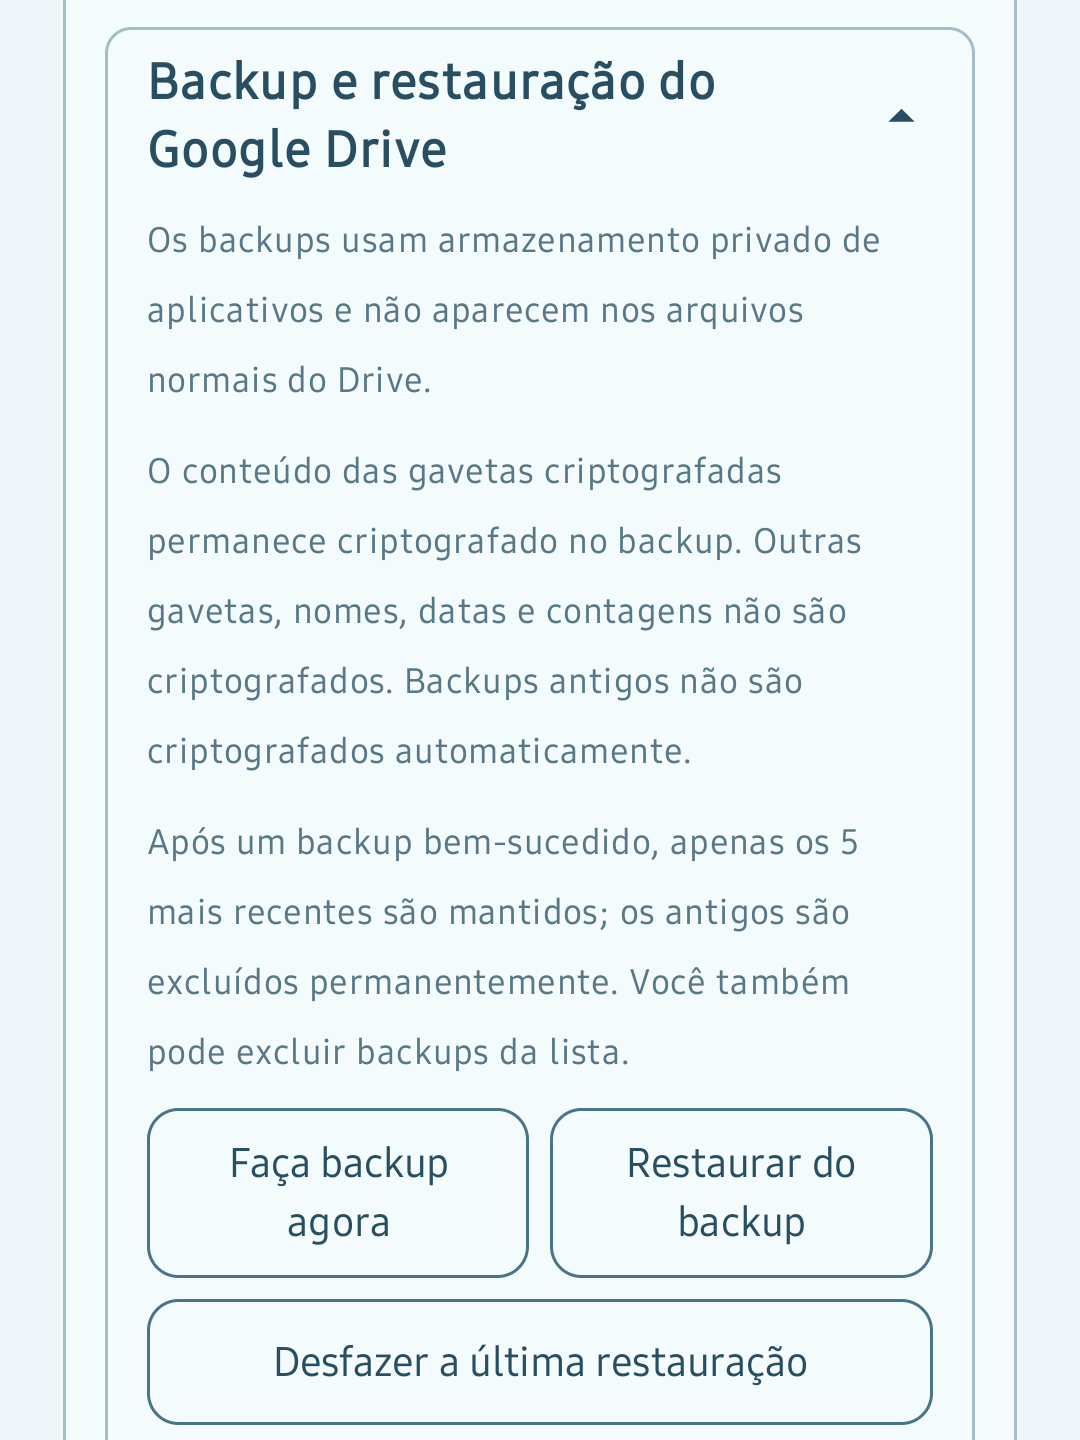 Backup e restauração do
Google Drive
Os backups usam armazenamento privado de
aplicativos e não aparecem nos arquivos
normais do Drive.
O conteúdo das gavetas criptografadas
permanece criptografado no backup. Outras
gavetas, nomes, datas e contagens não são
criptografados. Backups antigos não são
criptografados automaticamente.
Após um backup bem-sucedido, apenas os 5
mais recentes são mantidos; os antigos são
excluídos permanentemente. Você também
pode excluir backups da lista.
Faça backup
agora
Restaurar do
backup
Desfazer a última restauração